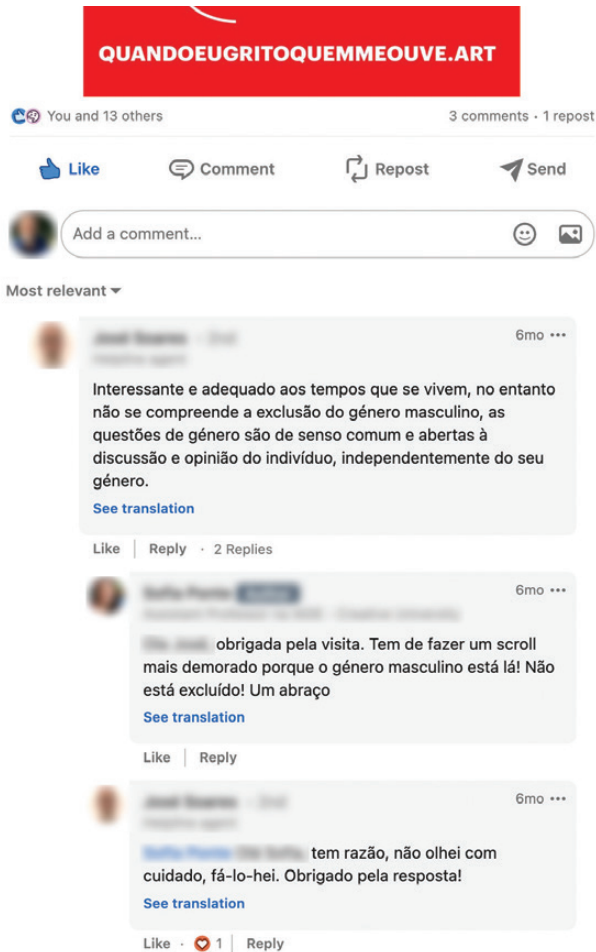 QUANDOEUGRITOQUEMMEOUVE.ART
You and 13 others 3 comments · 1 repost
Like Comment Repost Send
Add a comment...
Most relevant
6mo
Interessante e adequado aos tempos que se vivem, no entanto
não se compreende a exclusão do género masculino, as
questões de género são de senso comum e abertas à
discussão e opinião do indivíduo, independentemente do seu
género.
See translation
Like | Reply · 2 Replies
6mo
obrigada pela visita. Tem de fazer um scroll
mais demorado porque o género masculino está lá! Não
está excluído! Um abraço
See translation
Like | Reply
6mo
tem razão, não olhei com
cuidado, fá-lo-hei. Obrigado pela resposta!
See translation
Like · 1 | Reply